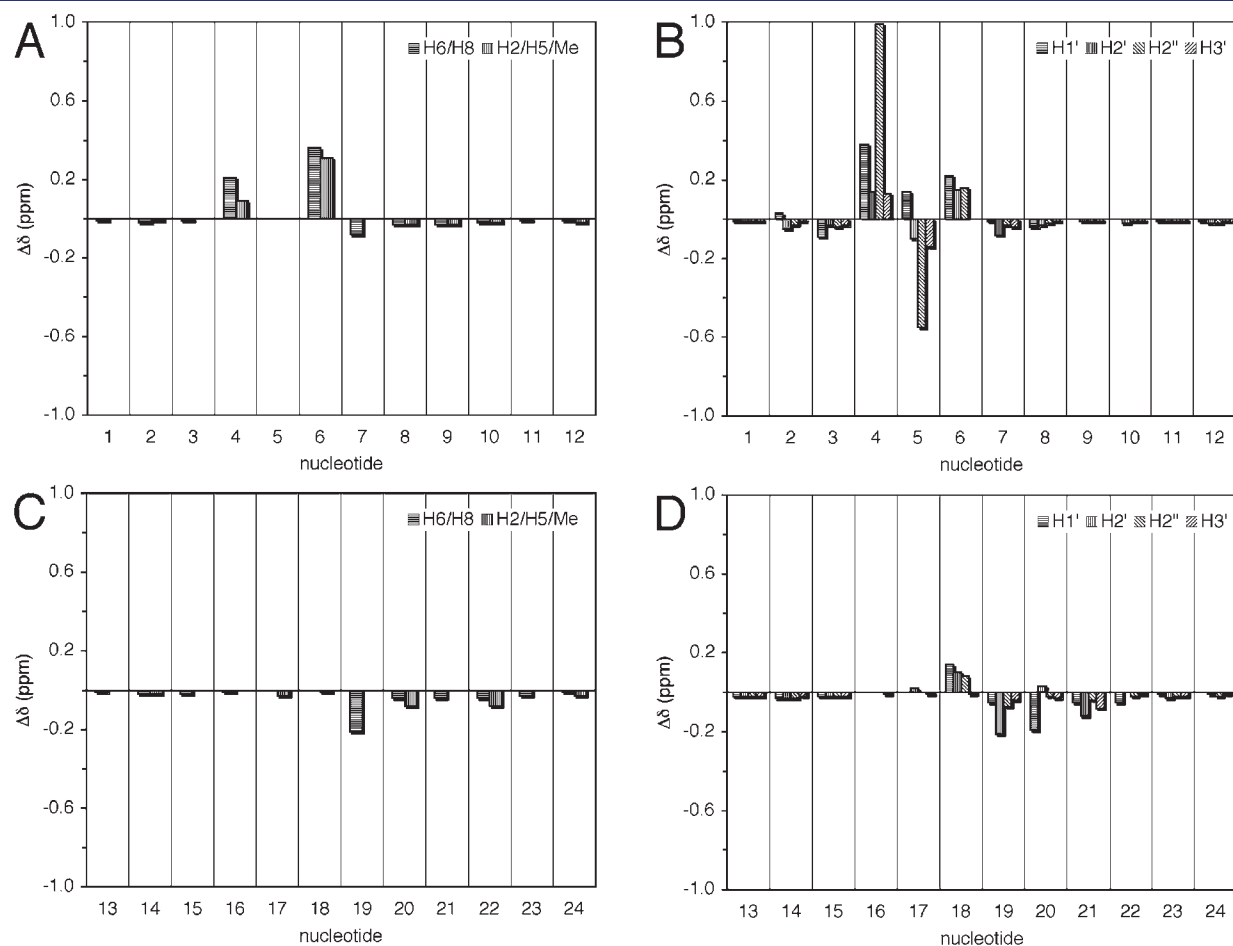 A
H6/H8 H2/H5/Me
1.0
0.6
0.2
-0.2
-0.6
-1.0
Δδ (ppm)
1 2 3 4 5 6 7 8 9 10 11 12
nucleotide
B
H1' H2' H2" H3'
1.0
0.6
0.2
-0.2
-0.6
-1.0
Δδ (ppm)
1 2 3 4 5 6 7 8 9 10 11 12
nucleotide
C
H6/H8 H2/H5/Me
1.0
0.6
0.2
-0.2
-0.6
-1.0
Δδ (ppm)
13 14 15 16 17 18 19 20 21 22 23 24
nucleotide
D
H1' H2' H2" H3'
1.0
0.6
0.2
-0.2
-0.6
-1.0
Δδ (ppm)
13 14 15 16 17 18 19 20 21 22 23 24
nucleotide